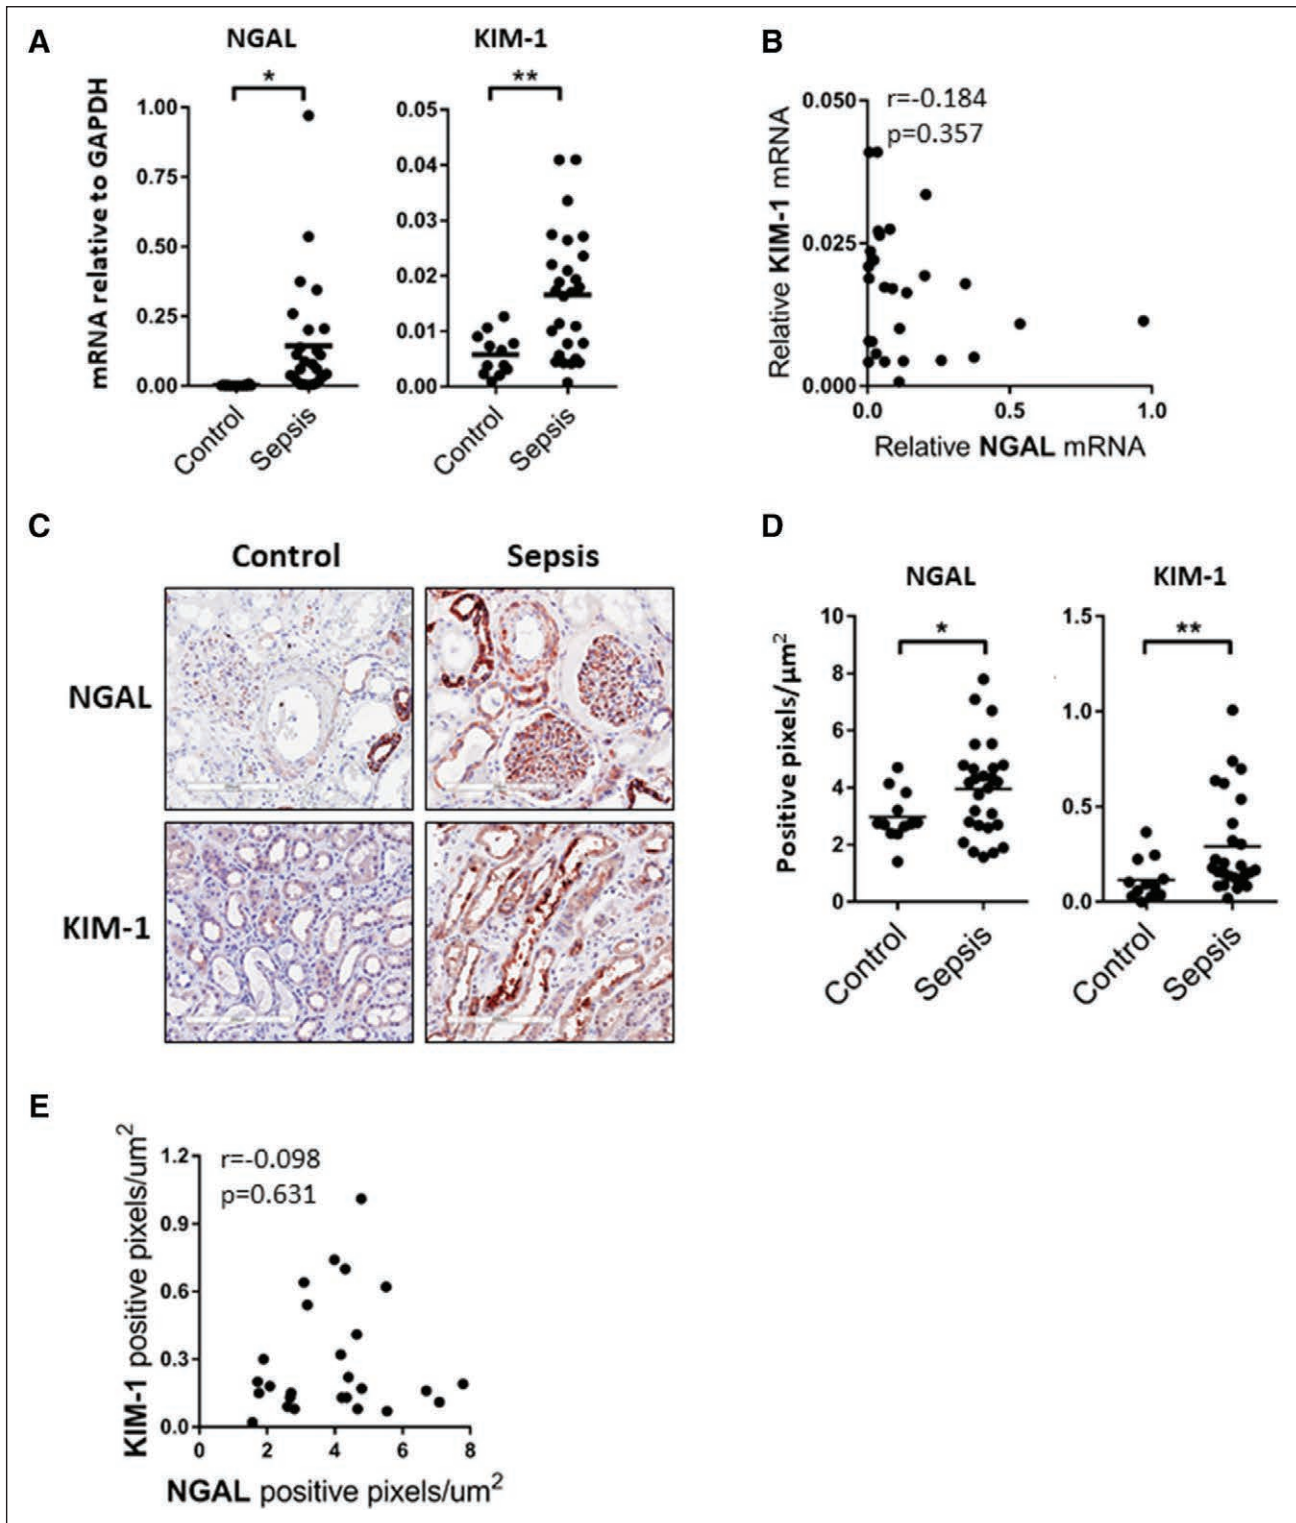 A
NGAL
KIM-1
*
**
mRNA relative to GAPDH
1.00
0.75
0.50
0.25
0.00
0.05
0.04
0.03
0.02
0.01
0.00
Control
Sepsis
Control
Sepsis
B
r=-0.184
p=0.357
Relative KIM-1 mRNA
0.050
0.025
0.000
0.0
0.5
1.0
Relative NGAL mRNA
C
Control
Sepsis
NGAL
KIM-1
D
NGAL
KIM-1
*
**
Positive pixels/µm2
10
8
6
4
2
0
1.5
1.0
0.5
0.0
Control
Sepsis
Control
Sepsis
E
r=-0.098
p=0.631
KIM-1 positive pixels/um2
1.2
0.9
0.6
0.3
0.0
0
2
4
6
8
NGAL positive pixels/um2